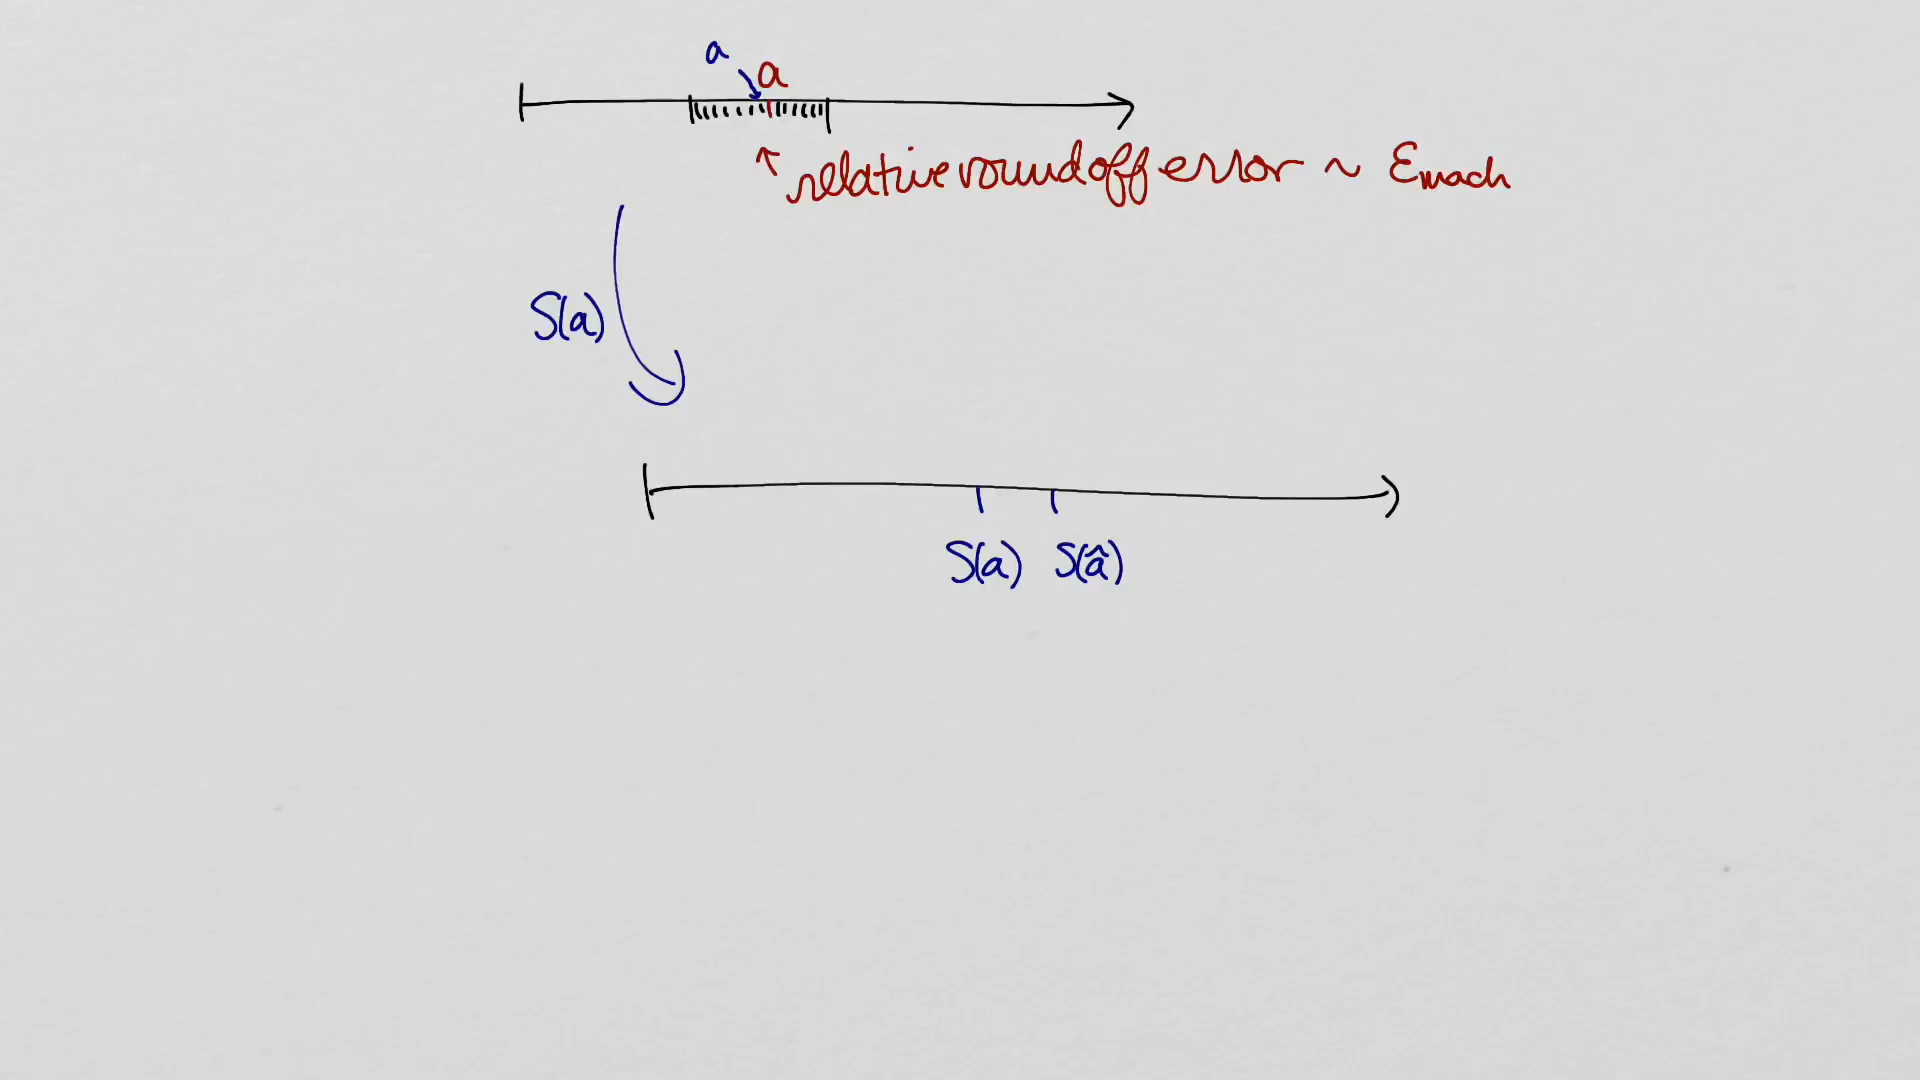 a
a
relative roundoff error ~ εmach
S(a)
S(a) S(â)